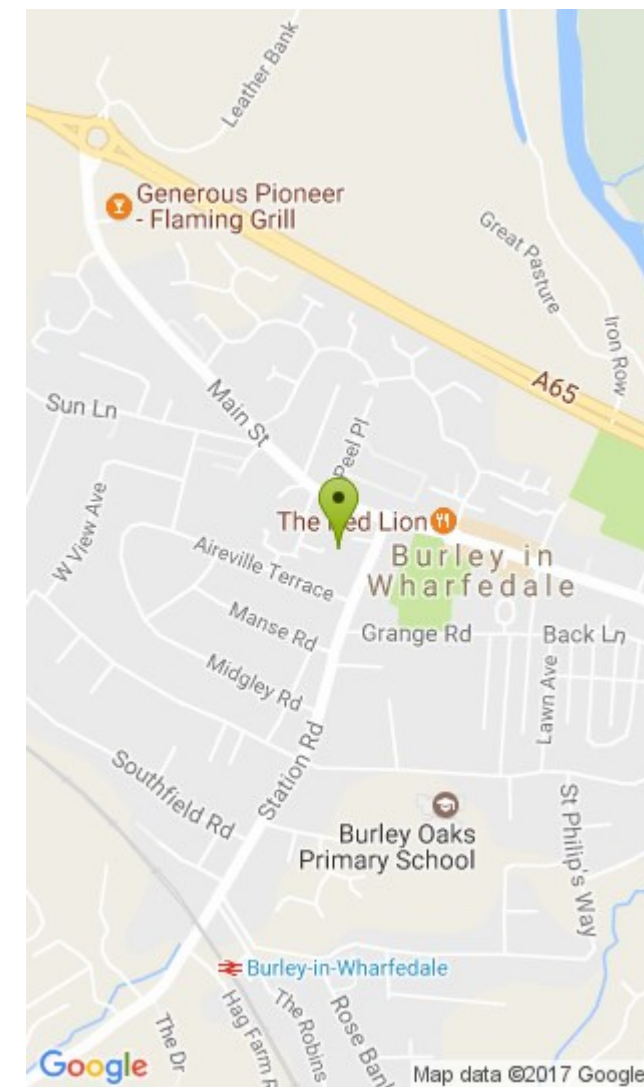 Leather Bank
Generous Pioneer
- Flaming Grill
Great Pasture
Iron Row
A65
Main St
Sun Ln
Peel Pl
W View Ave
The Red Lion
Burley in
Wharfedale
Aireville Terrace
Manse Rd
Grange Rd
Back Ln
Midgley Rd
Lawn Ave
Station Rd
Southfield Rd
Burley Oaks
Primary School
St Philip's Way
Burley-in-Wharfedale
The Dr
Hag Farm
The Robins
Rose
Google
Map data ©2017 Google